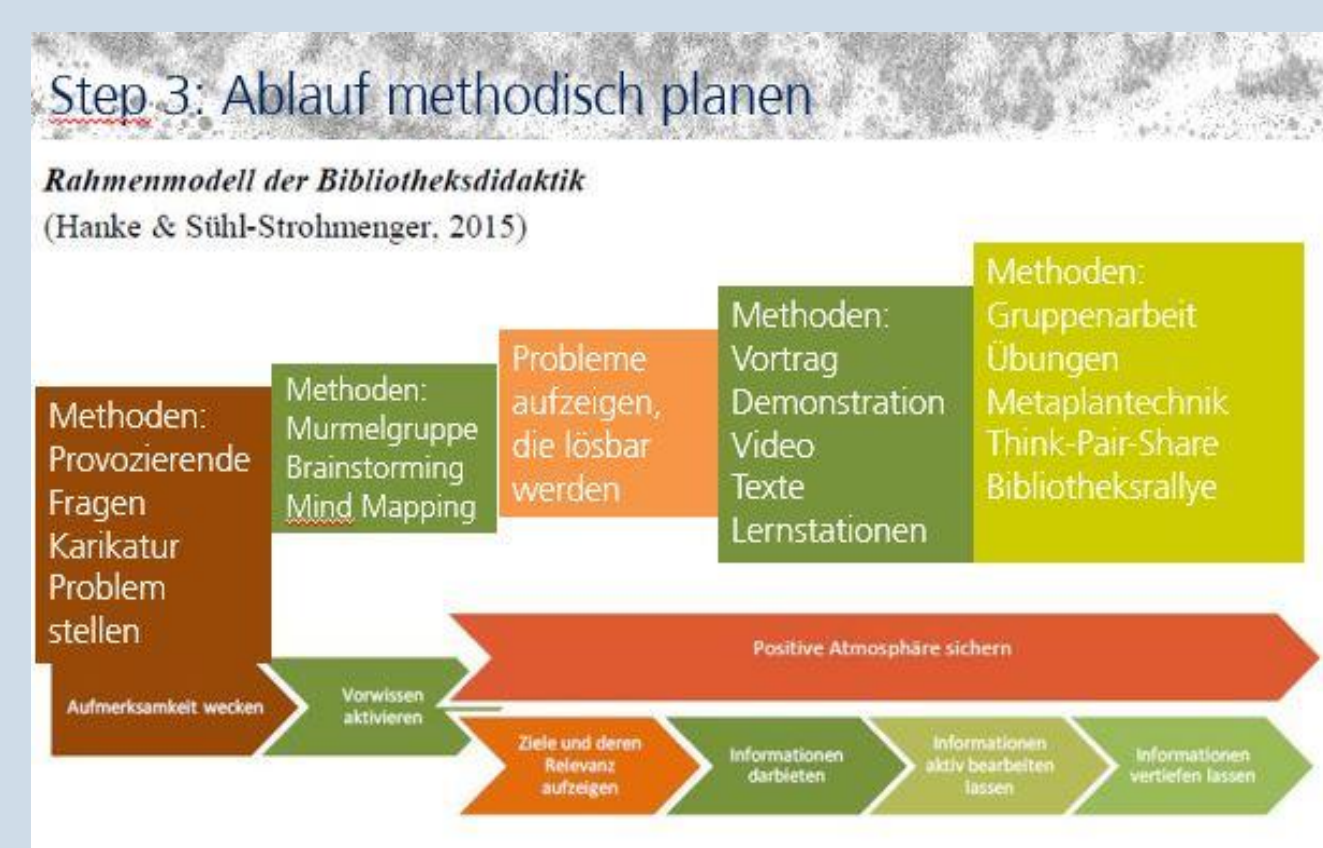 Step 3: Ablauf methodisch planen
Rahmenmodell der Bibliotheksdidaktik
(Hanke & Sühl-Strohmenger, 2015)
Methoden:
Provozierende
Fragen
Karikatur
Problem
stellen
Methoden:
Murmelgruppe
Brainstorming
Mind Mapping
Probleme
aufzeigen,
die lösbar
werden
Methoden:
Vortrag
Demonstration
Video
Texte
Lernstationen
Methoden:
Gruppenarbeit
Übungen
Metaplantechnik
Think-Pair-Share
Bibliotheksrallye
Positive Atmosphäre sichern
Aufmerksamkeit wecken
Vorwissen
aktivieren
Ziele und deren
Relevanz
aufzeigen
Informationen
darbieten
Informationen
aktiv bearbeiten
lassen
Informationen
vertiefen lassen